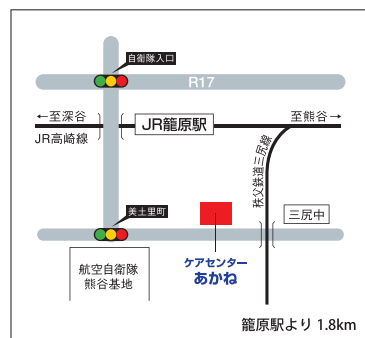 自衛隊入口
R17
←至深谷
至熊谷→
JR籠原駅
JR高崎線
秩父鉄道三尻線
美土里町
三尻中
ケアセンター
あかね
航空自衛隊
熊谷基地
籠原駅より 1.8km